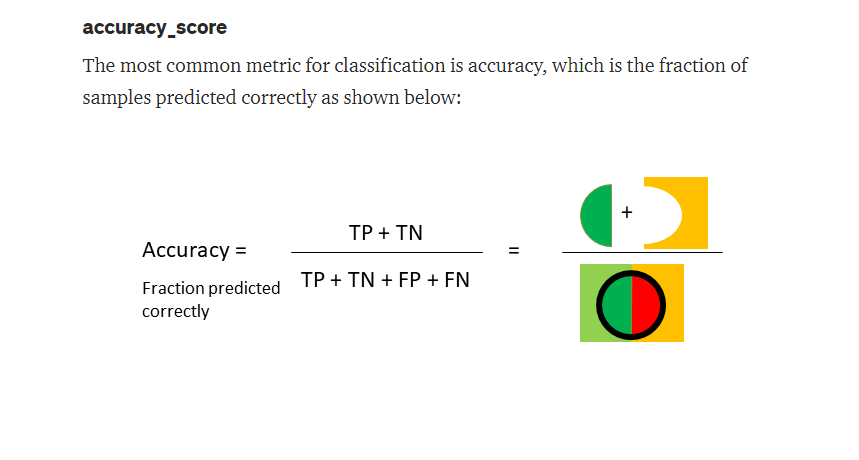 accuracy_score
The most common metric for classification is accuracy, which is the fraction of
samples predicted correctly as shown below:
Accuracy =
Fraction predicted
correctly
TP + TN
TP + TN + FP + FN
=
+